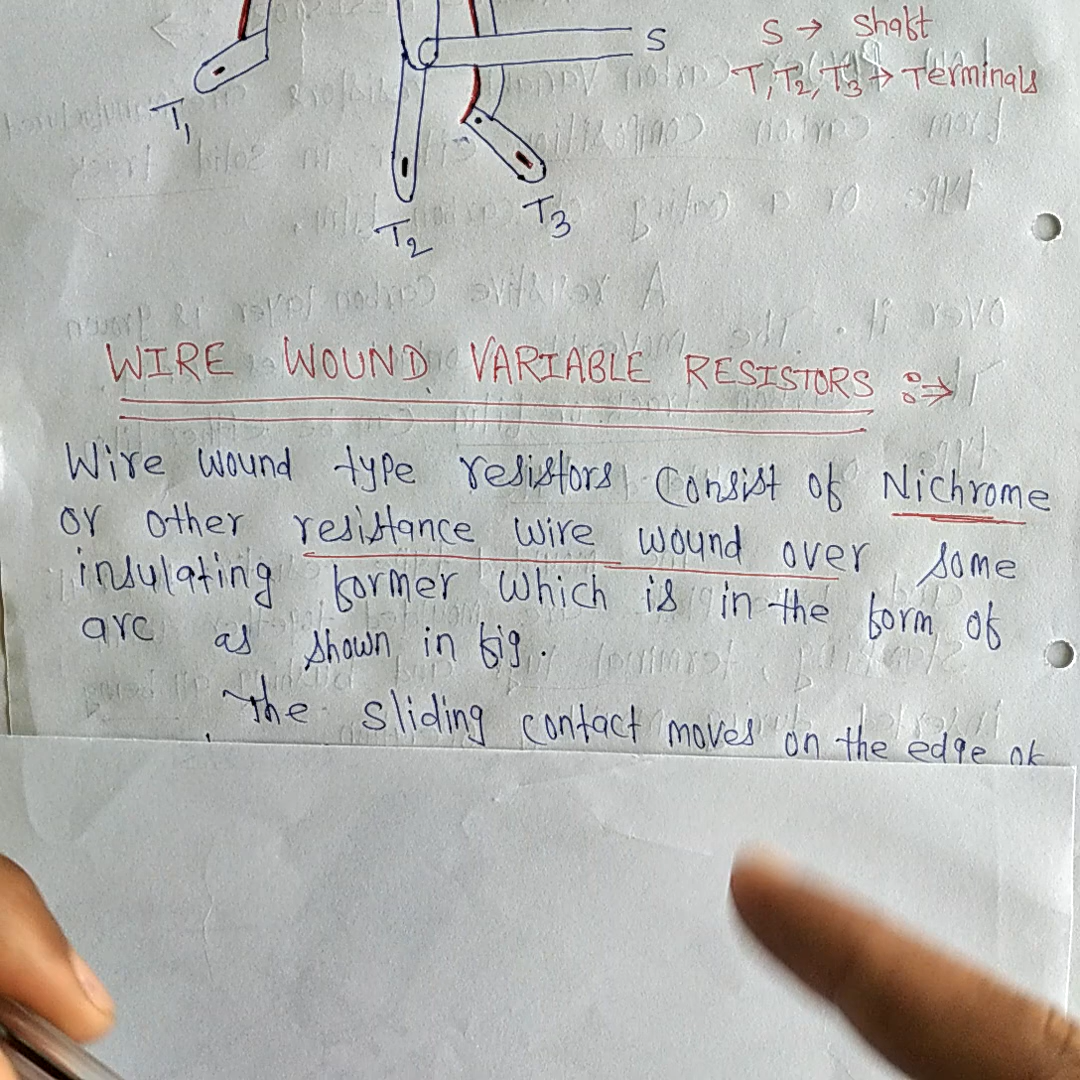 S
S → Shaft
T1, T2, T3 → Terminals
T1
T2
T3
WIRE WOUND VARIABLE RESISTORS :→
Wire wound type resistors Consist of Nichrome
or other resistance wire wound over some
insulating former which is in the form of
arc as shown in fig.
The sliding contact moves on the edge of